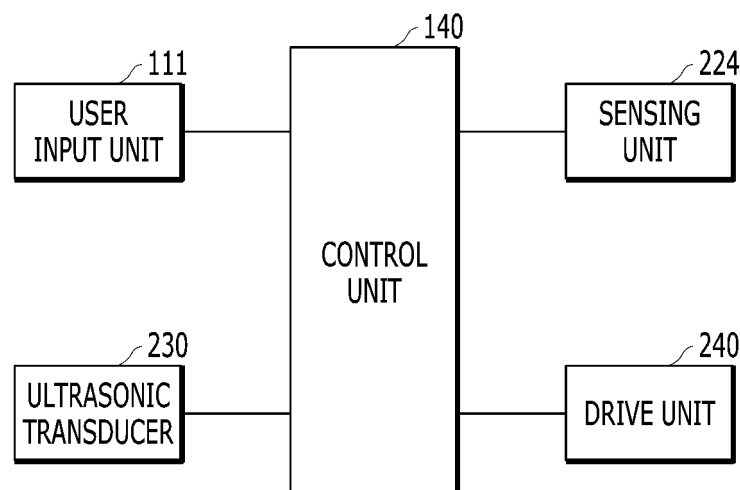 140
111
USER
INPUT UNIT
224
SENSING
UNIT
CONTROL
UNIT
230
ULTRASONIC
TRANSDUCER
240
DRIVE UNIT